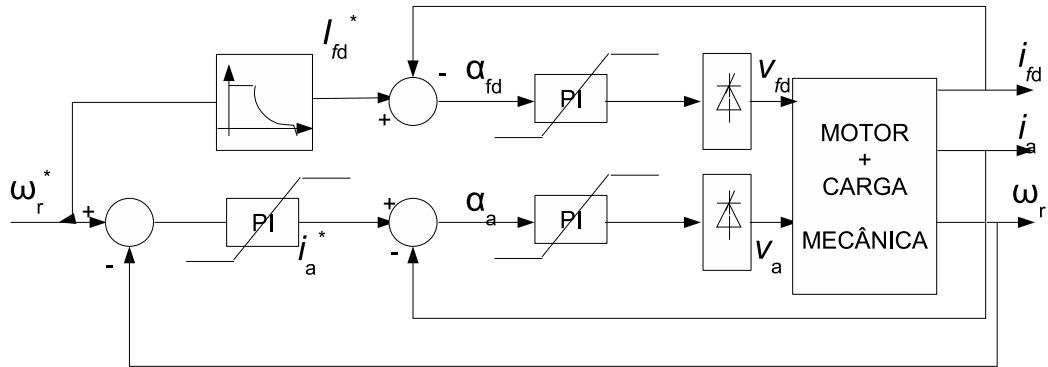 I_fd^*
-
α_fd
PI
v_fd
i_fd
+
MOTOR
+
CARGA
MECÂNICA
i_a
ω_r^*
+
PI
i_a^*
+
α_a
PI
v_a
ω_r
-
-